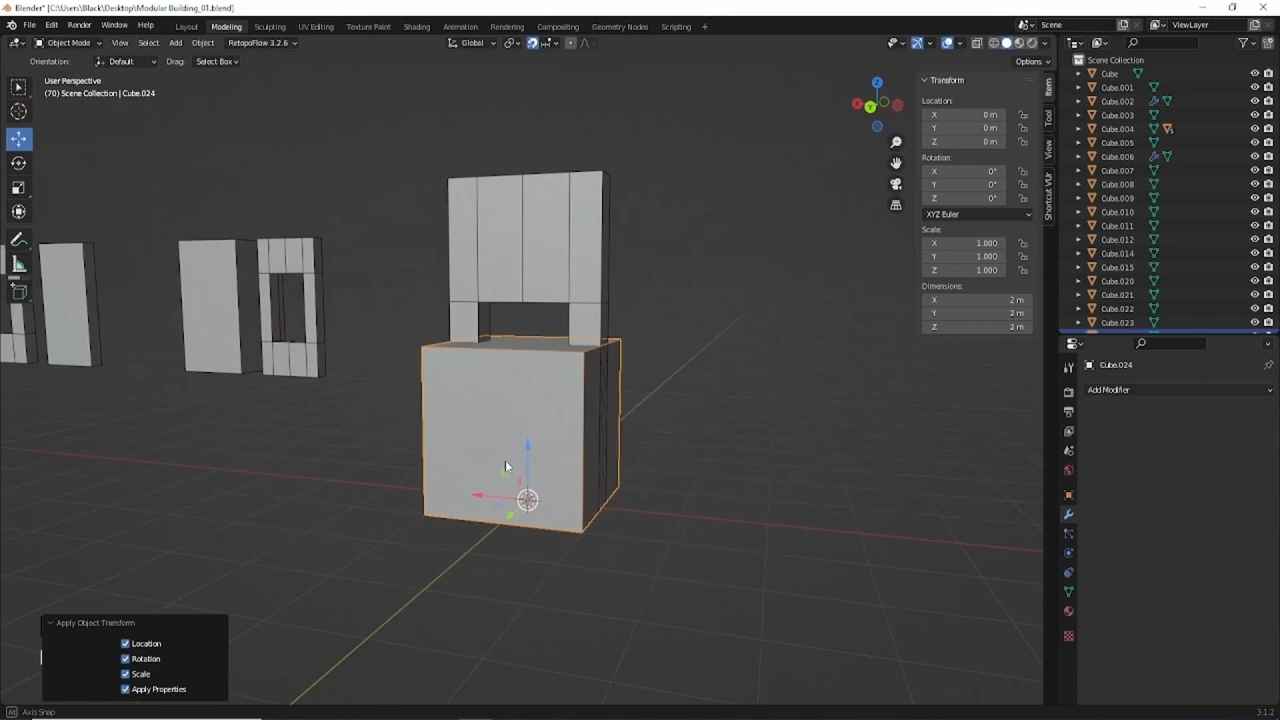 Blender* [C:\Users\Black\Desktop\Modular Building_01.blend]
File Edit Render Window Help Layout Modeling Sculpting UV Editing Texture Paint Shading Animation Rendering Compositing Geometry Nodes Scripting + Scene ViewLayer
Object Mode View Select Add Object RetopoFlow 3.2.6 Global
Orientation: Default Drag: Select Box Options
User Perspective
(70) Scene Collection | Cube.024
Transform
Location:
X 0 m
Y 0 m
Z 0 m
Rotation:
X 0°
Y 0°
Z 0°
XYZ Euler
Scale:
X 1.000
Y 1.000
Z 1.000
Dimensions:
X 2 m
Y 2 m
Z 2 m
Item
Tool
View
Shortcut VUr
Scene Collection
Cube
Cube.001
Cube.002
Cube.003
Cube.004
Cube.005
Cube.006
Cube.007
Cube.008
Cube.009
Cube.010
Cube.011
Cube.012
Cube.014
Cube.015
Cube.020
Cube.021
Cube.022
Cube.023
Cube.024
Add Modifier
X
Y
Z
Apply Object Transform
Location
Rotation
Scale
Apply Properties
Alt Axis Snap
3.1.2